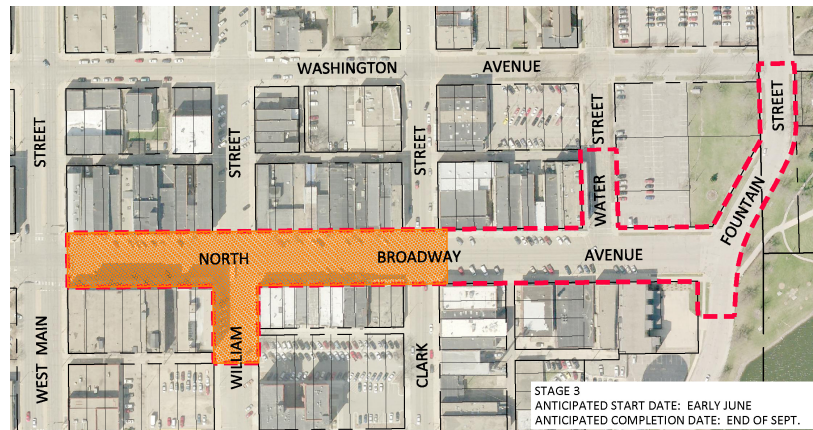 WASHINGTON AVENUE
STREET
STREET
STREET
STREET
STREET
WATER
FOUNTAIN
NORTH BROADWAY AVENUE
WEST MAIN
WILLIAM
CLARK
STAGE 3
ANTICIPATED START DATE: EARLY JUNE
ANTICIPATED COMPLETION DATE: END OF SEPT.